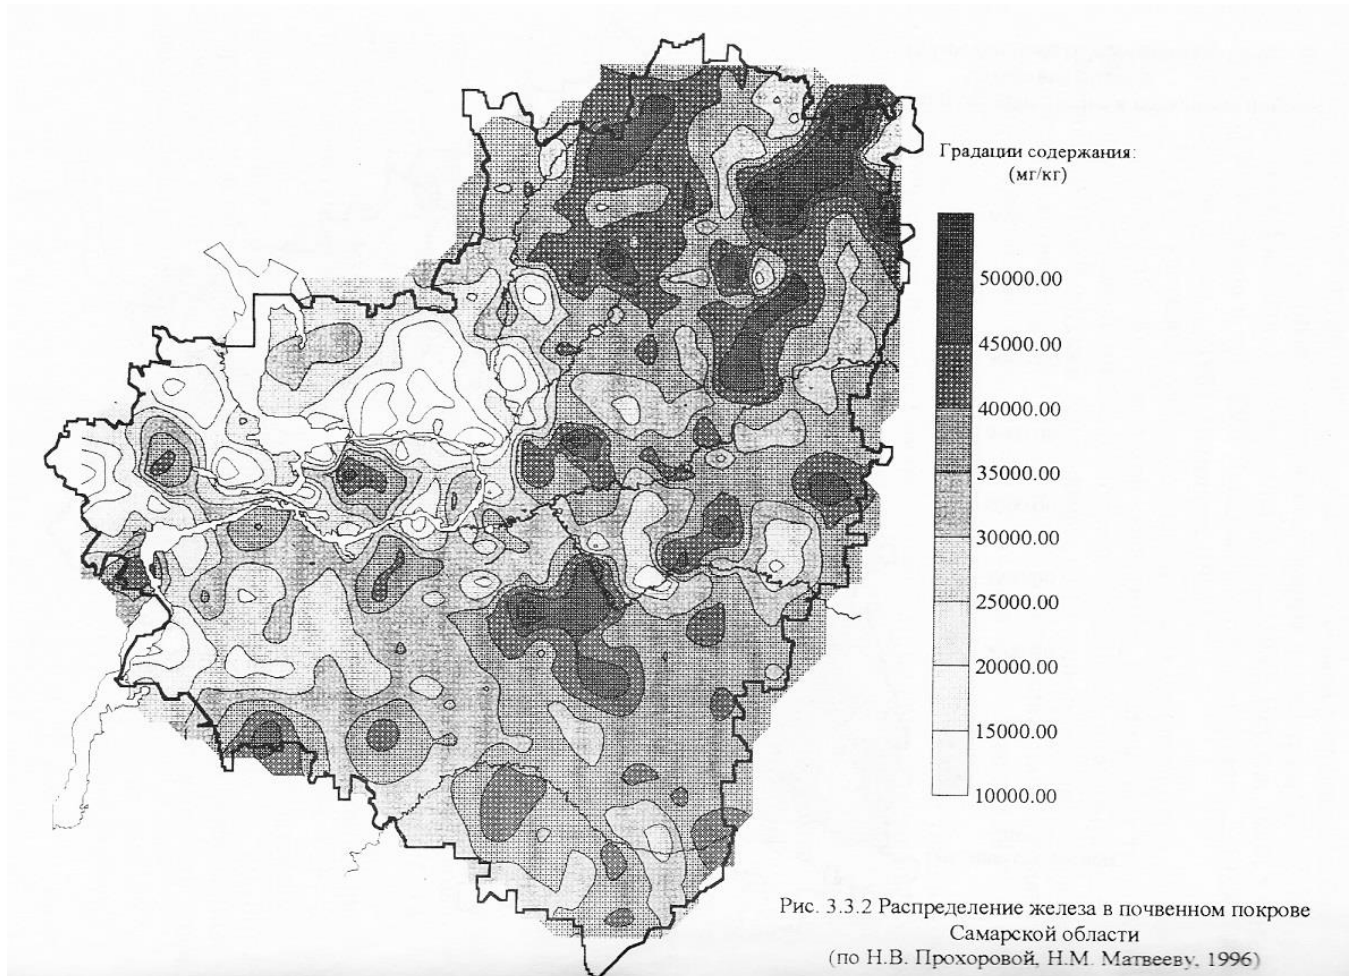 Градации содержания:
(мг/кг)
50000.00
45000.00
40000.00
35000.00
30000.00
25000.00
20000.00
15000.00
10000.00
Рис. 3.3.2 Распределение железа в почвенном покрове
Самарской области
(по Н.В. Прохоровой, Н.М. Матвееву, 1996)